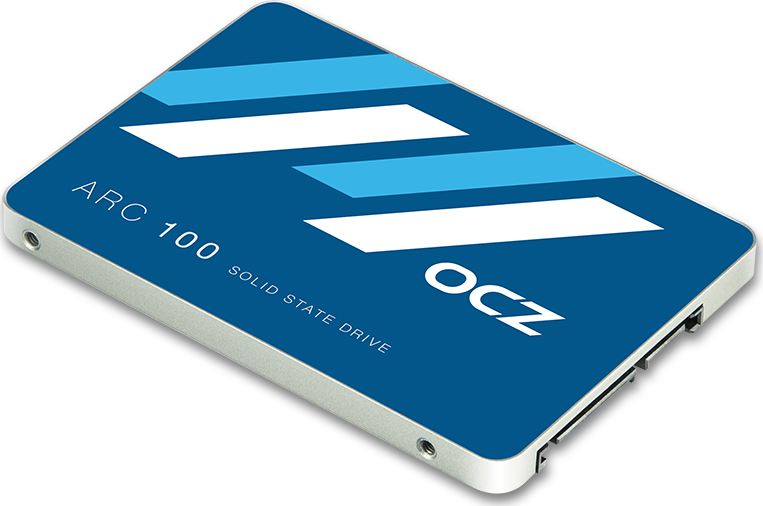 ARC 100 SOLID STATE DRIVE
OCZ